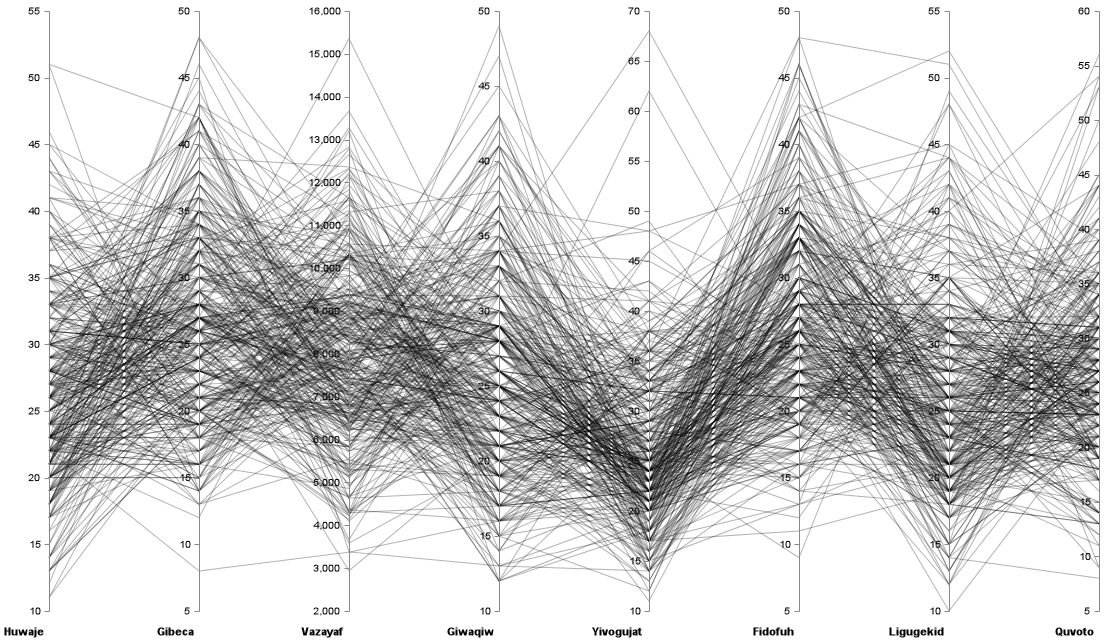 55 50 16,000 50 70 50 55 60
50 45 15,000 45 65 45 50 55
45 40 14,000 40 60 40 45 50
40 35 13,000 35 55 35 40 45
35 30 12,000 30 50 30 35 40
30 25 11,000 25 45 25 30 35
25 20 10,000 20 40 20 25 30
20 15 9,000 15 35 15 20 25
15 10 8,000 10 30 10 15 20
10 5 7,000 25 5 10 15
6,000 20 10
5,000 15 5
4,000 10
3,000
2,000
Huwaje Gibeca Vazayaf Giwaqiw Yivogujat Fidofuh Ligugekid Quvoto